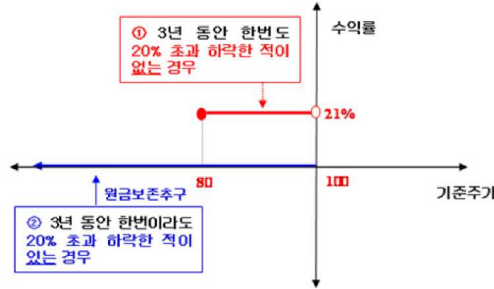 수익률
① 3년 동안 한번도
20% 초과 하락한 적이
없는 경우
21%
원금보존추구
기준주가
② 3년 동안 한번이라도
20% 초과 하락한 적이
있는 경우